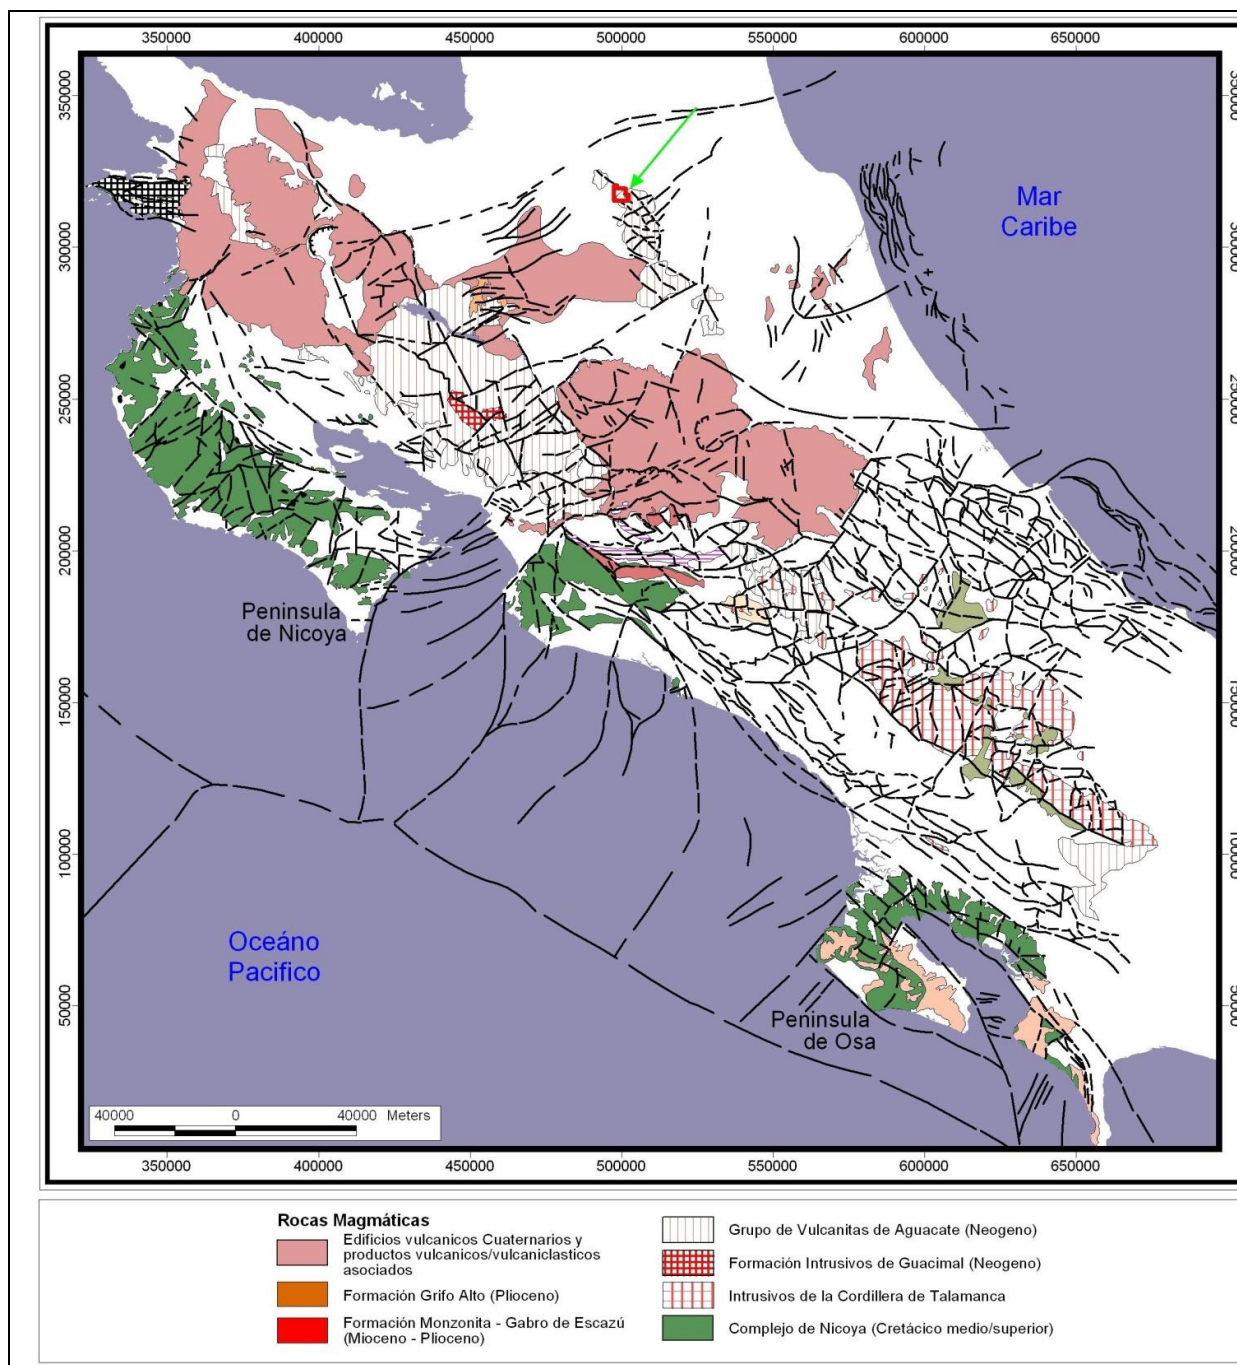 350000 400000 450000 500000 550000 600000 650000
350000
300000
250000
200000
150000
100000
50000
Mar
Caribe
Peninsula
de Nicoya
Oceáno
Pacifico
Peninsula
de Osa
40000 0 40000 Meters
350000 400000 450000 500000 550000 600000 650000
Rocas Magmáticas
Edificios vulcanicos Cuaternarios y
productos vulcanicos/vulcaniclasticos
asociados
Formación Grifo Alto (Plioceno)
Formación Monzonita - Gabro de Escazú
(Mioceno - Plioceno)
Grupo de Vulcanitas de Aguacate (Neogeno)
Formación Intrusivos de Guacimal (Neogeno)
Intrusivos de la Cordillera de Talamanca
Complejo de Nicoya (Cretácico medio/superior)